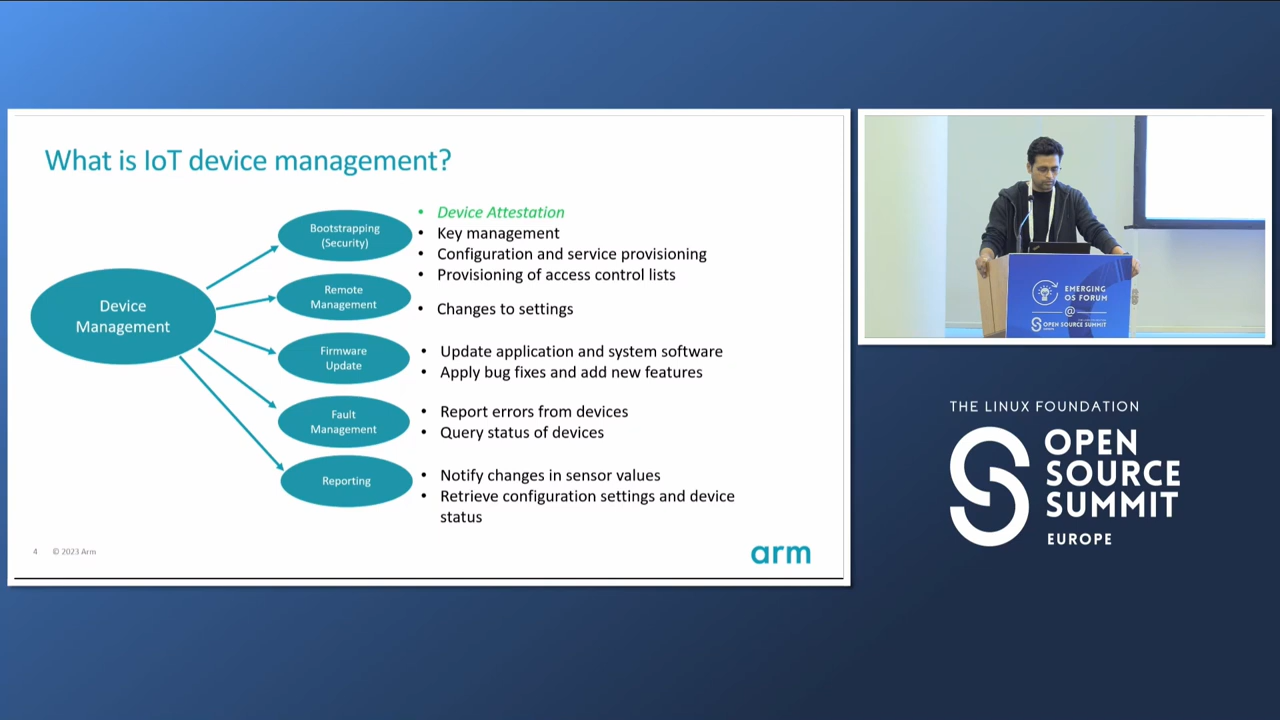 What is IoT device management?
Device
Management
Bootstrapping
(Security)
• Device Attestation
• Key management
• Configuration and service provisioning
• Provisioning of access control lists
Remote
Management
• Changes to settings
Firmware
Update
• Update application and system software
• Apply bug fixes and add new features
Fault
Management
• Report errors from devices
• Query status of devices
Reporting
• Notify changes in sensor values
• Retrieve configuration settings and device
status
4 © 2023 Arm
arm
EMERGING
OS FORUM
@
THE LINUX FOUNDATION
OPEN SOURCE SUMMIT
THE LINUX FOUNDATION
OPEN
SOURCE
SUMMIT
EUROPE